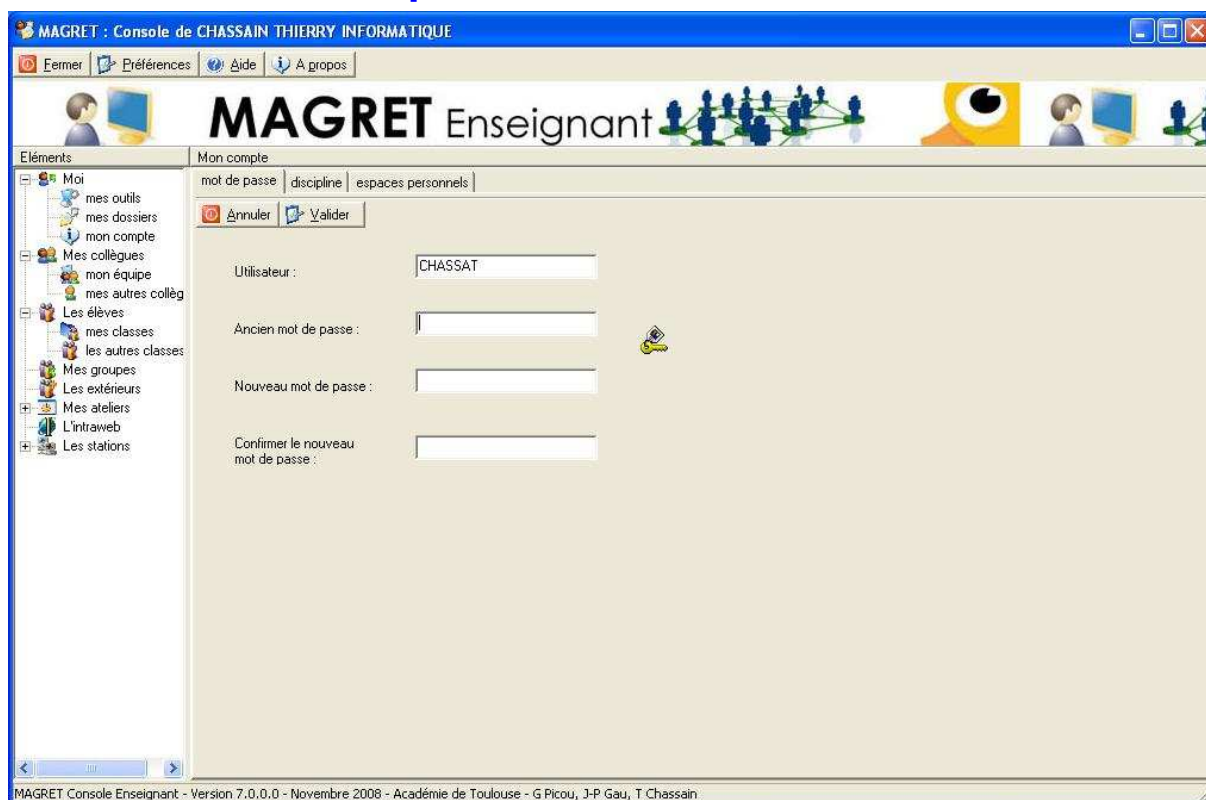 MAGRET : Console de CHASSAIN THIERRY INFORMATIQUE
Fermer Préférences Aide A propos
MAGRET Enseignant
Eléments Mon compte
Moi
mes outils
mes dossiers
mon compte
Mes collègues
mon équipe
mes autres collèg
Les élèves
mes classes
les autres classes
Mes groupes
Les extérieurs
Mes ateliers
L'intraweb
Les stations
mot de passe discipline espaces personnels
Annuler Valider
Utilisateur : CHASSAT
Ancien mot de passe :
Nouveau mot de passe :
Confirmer le nouveau
mot de passe :
MAGRET Console Enseignant - Version 7.0.0.0 - Novembre 2008 - Académie de Toulouse - G Picou, J-P Gau, T Chassain